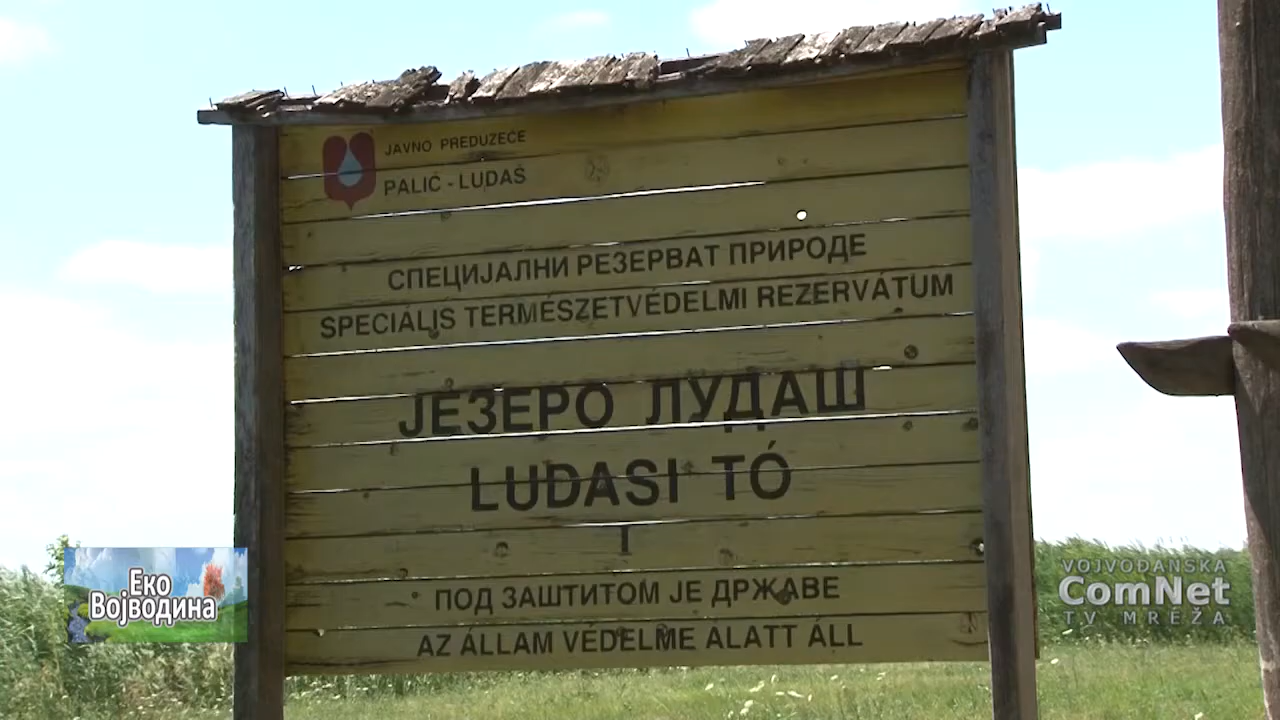 JAVNO PREDUZEĆE
PALIĆ - LUDAŠ
СПЕЦИЈАЛНИ РЕЗЕРВАТ ПРИРОДЕ
SPECIÁLIS TERMÉSZETVÉDELMI REZERVÁTUM
ЈЕЗЕРО ЛУДАШ
LUDASI TÓ
I
ПОД ЗАШТИТОМ ЈЕ ДРЖАВЕ
AZ ÁLLAM VÉDELME ALATT ÁLL
Еко
Војводина
VOJVOĐANSKA
ComNet
TV MREŽA